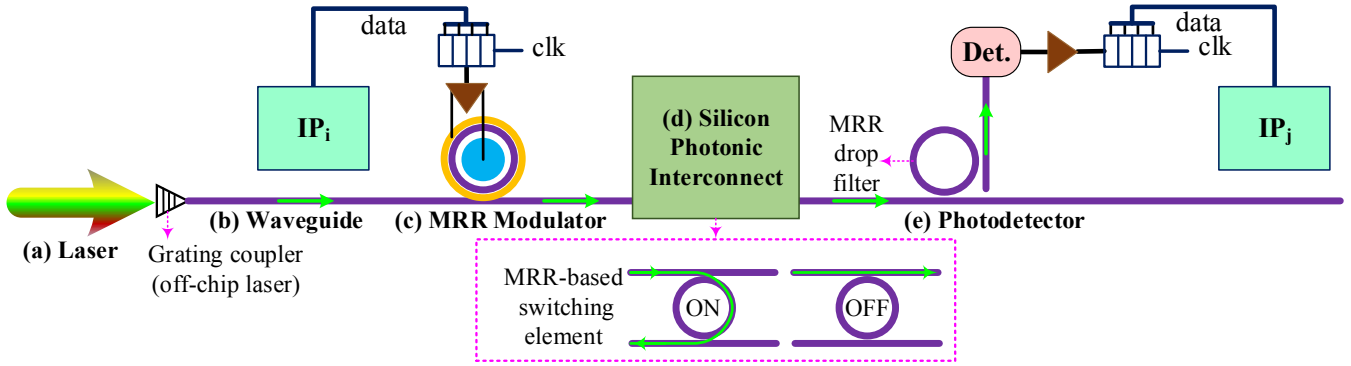 data
clk
IPi
(a) Laser
(b) Waveguide
Grating coupler
(off-chip laser)
(c) MRR Modulator
(d) Silicon
Photonic
Interconnect
MRR-based
switching
element
ON
OFF
MRR
drop
filter
Det.
(e) Photodetector
data
clk
IPj